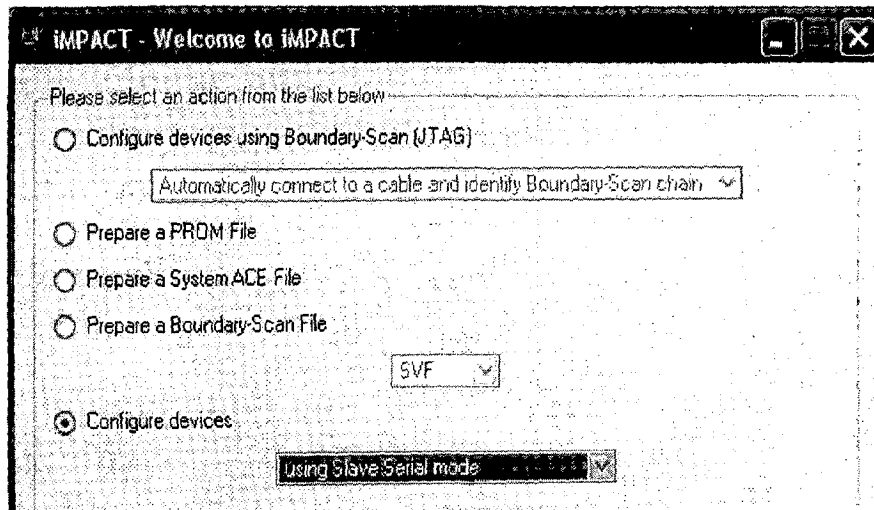 iMPACT - Welcome to iMPACT
Please select an action from the list below
Configure devices using Boundary-Scan (JTAG)
Automatically connect to a cable and identify Boundary-Scan chain
Prepare a PROM File
Prepare a System ACE File
Prepare a Boundary-Scan File
SVF
Configure devices
using Slave Serial mode